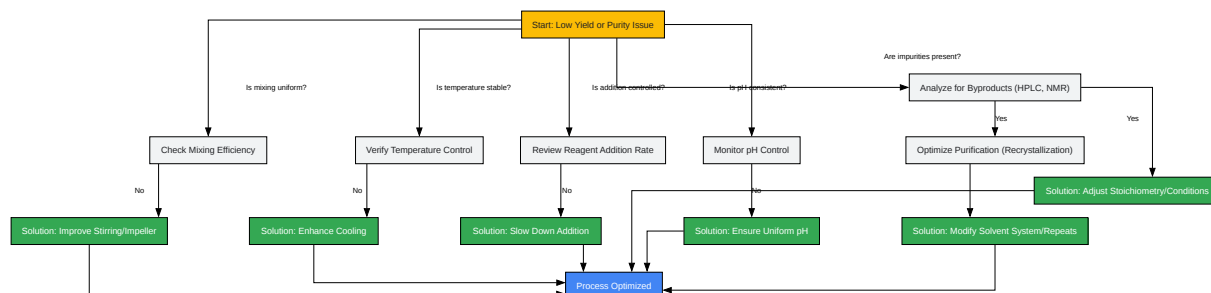 Start: Low Yield or Purity Issue
Are impurities present?
Is mixing uniform?
Is temperature stable?
Is addition controlled?
Is pH consistent?
Analyze for Byproducts (HPLC, NMR)
Yes
Yes
Check Mixing Efficiency
Verify Temperature Control
Review Reagent Addition Rate
Monitor pH Control
Optimize Purification (Recrystallization)
No
No
No
No
Solution: Adjust Stoichiometry/Conditions
Solution: Improve Stirring/Impeller
Solution: Enhance Cooling
Solution: Slow Down Addition
Solution: Ensure Uniform pH
Solution: Modify Solvent System/Repeats
Process Optimized